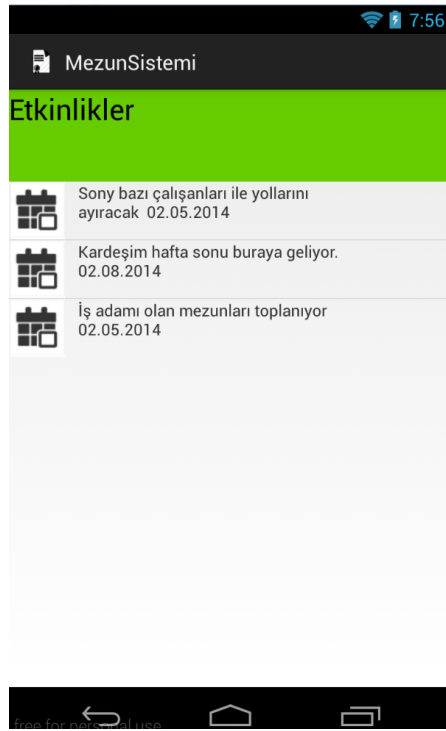 7:56
MezunSistemi
Etkinlikler
Sony bazı çalışanları ile yollarını
ayıracak 02.05.2014
Kardeşim hafta sonu buraya geliyor.
02.08.2014
İş adamı olan mezunları toplanıyor
02.05.2014
free for personal use